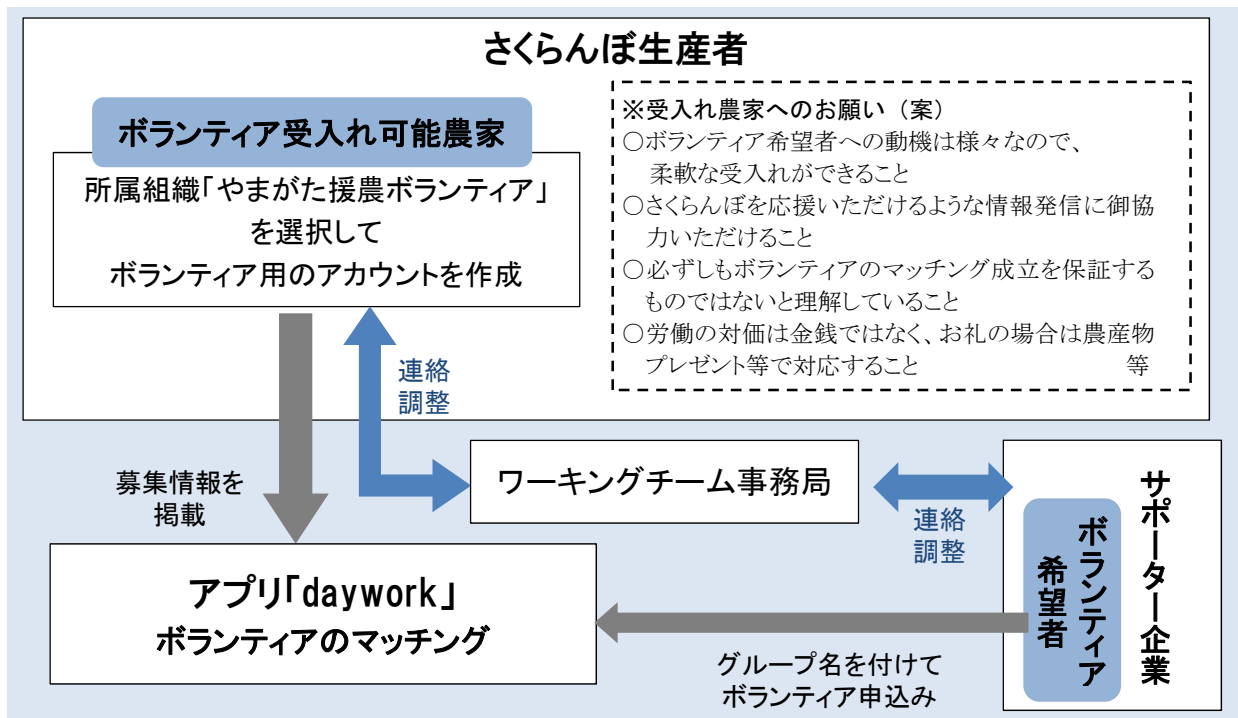 さくらんぼ生産者
ボランティア受入れ可能農家
所属組織「やまがた援農ボランティア」
を選択して
ボランティア用のアカウントを作成
※受入れ農家へのお願い（案）
○ボランティア希望者への動機は様々なので、
柔軟な受入れができること
○さくらんぼを応援いただけるような情報発信に御協
力いただけること
○必ずしもボランティアのマッチング成立を保証する
ものではないと理解していること
○労働の対価は金銭ではなく、お礼の場合は農産物
プレゼント等で対応すること　等
連絡
調整
募集情報を
掲載
ワーキングチーム事務局
連絡
調整
サポーター企業
ボランティア
希望者
アプリ「daywork」
ボランティアのマッチング
グループ名を付けて
ボランティア申込み